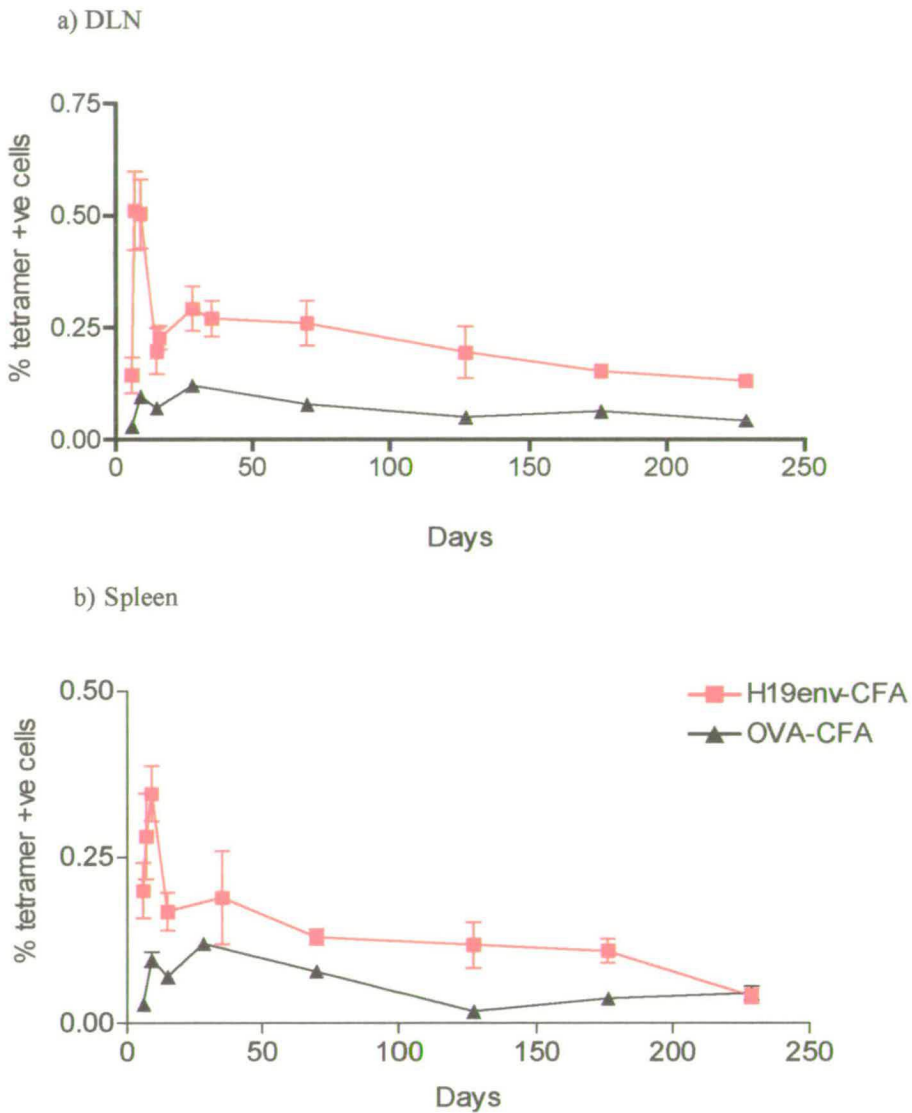 a) DLN
0.75
0.50
0.25
0.00
% tetramer +ve cells
0 50 100 150 200 250
Days
b) Spleen
0.50
0.25
0.00
% tetramer +ve cells
H19env-CFA
OVA-CFA
0 50 100 150 200 250
Days